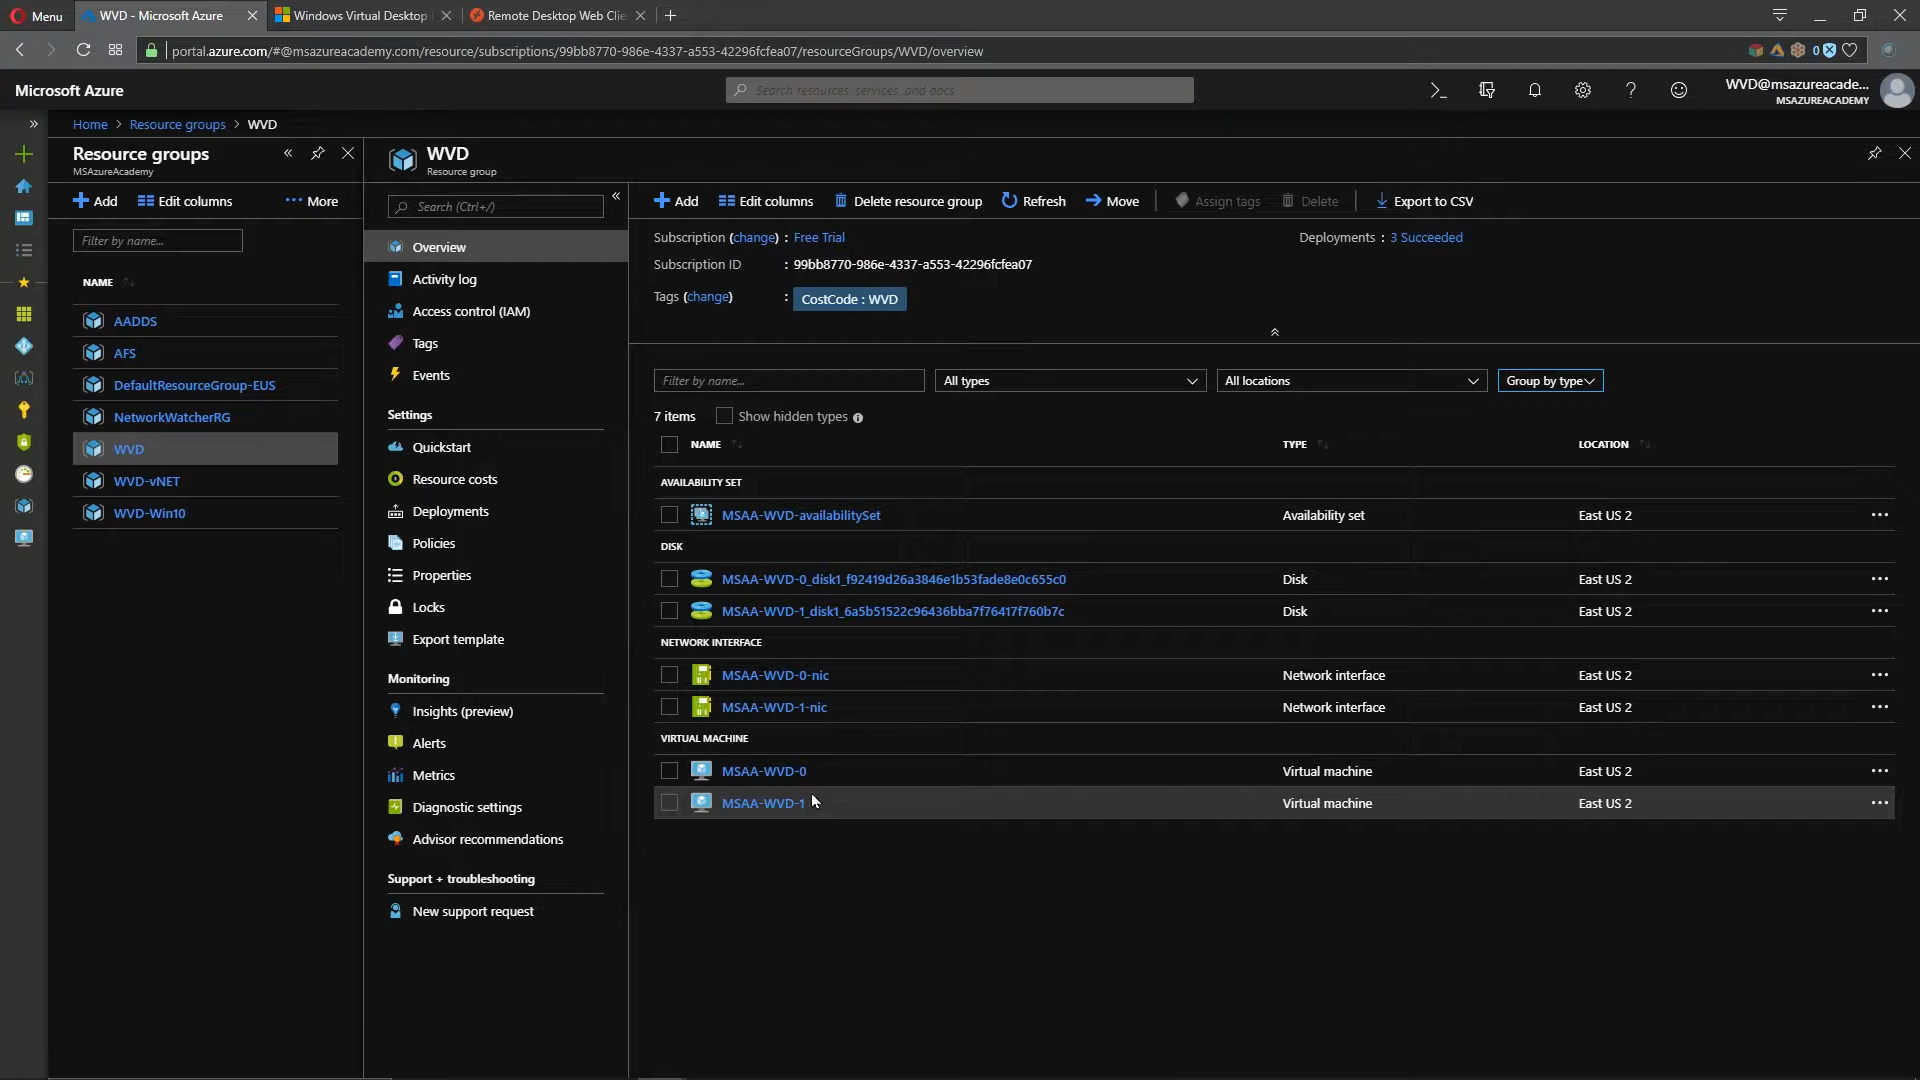 Menu
WVD - Microsoft Azure
Windows Virtual Desktop
Remote Desktop Web Clie
portal.azure.com/#@msazureacademy.com/resource/subscriptions/99bb8770-986e-4337-a553-42296fcfea07/resourceGroups/WVD/overview
0
Microsoft Azure
Search resources, services, and docs
WVD@msazureacade...
MSAZUREACADEMY
Home > Resource groups > WVD
Resource groups
MSAzureAcademy
Add
Edit columns
More
Filter by name...
NAME
AADDS
AFS
DefaultResourceGroup-EUS
NetworkWatcherRG
WVD
WVD-vNET
WVD-Win10
WVD
Resource group
Search (Ctrl+/)
Overview
Activity log
Access control (IAM)
Tags
Events
Settings
Quickstart
Resource costs
Deployments
Policies
Properties
Locks
Export template
Monitoring
Insights (preview)
Alerts
Metrics
Diagnostic settings
Advisor recommendations
Support + troubleshooting
New support request
Add
Edit columns
Delete resource group
Refresh
Move
Assign tags
Delete
Export to CSV
Subscription (change) : Free Trial
Deployments : 3 Succeeded
Subscription ID : 99bb8770-986e-4337-a553-42296fcfea07
Tags (change) : CostCode : WVD
Filter by name...
All types
All locations
Group by type
7 items
Show hidden types
NAME TYPE LOCATION
AVAILABILITY SET
MSAA-WVD-availabilitySet Availability set East US 2
DISK
MSAA-WVD-0_disk1_f92419d26a3846e1b53fade8e0c655c0 Disk East US 2
MSAA-WVD-1_disk1_6a5b51522c96436bba7f76417f760b7c Disk East US 2
NETWORK INTERFACE
MSAA-WVD-0-nic Network interface East US 2
MSAA-WVD-1-nic Network interface East US 2
VIRTUAL MACHINE
MSAA-WVD-0 Virtual machine East US 2
MSAA-WVD-1 Virtual machine East US 2